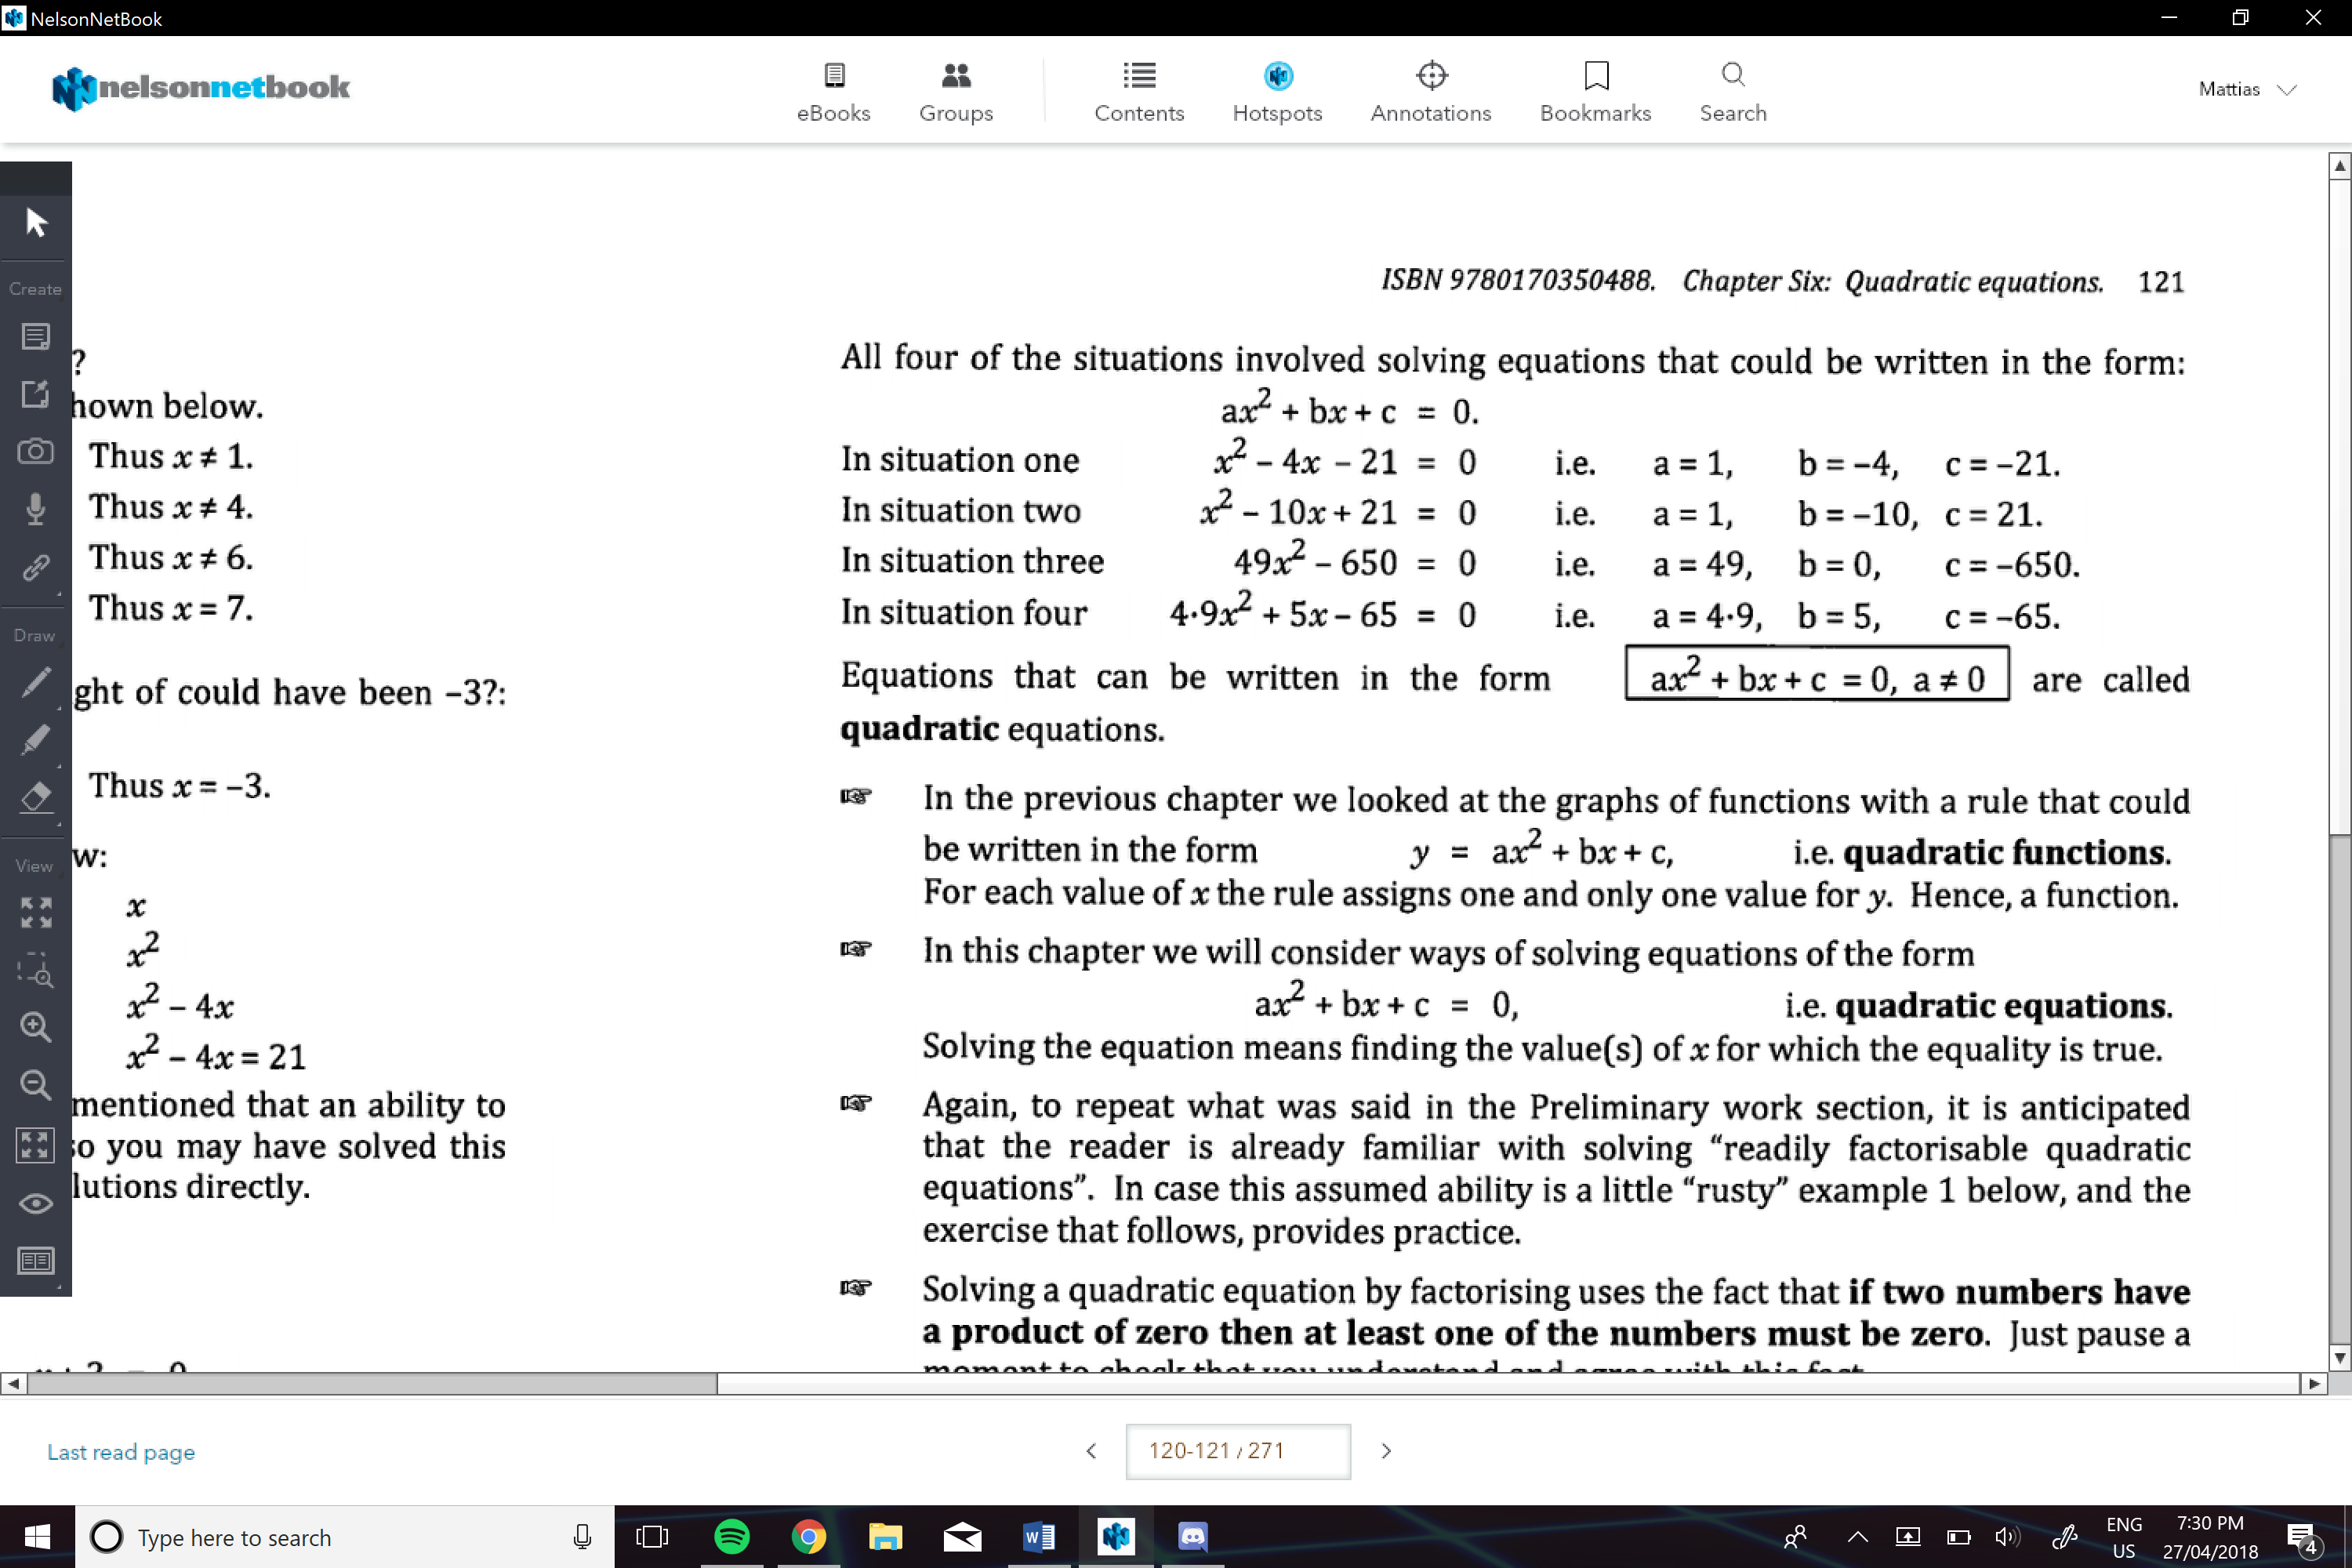 NelsonNetBook
nelsonnetbook
eBooks Groups Contents Hotspots Annotations Bookmarks Search
Mattias
Create
Draw
View
?
hown below.
Thus x ≠ 1.
Thus x ≠ 4.
Thus x ≠ 6.
Thus x = 7.
ght of could have been –3?:
Thus x = –3.
w:
x
x²
x² – 4x
x² – 4x = 21
mentioned that an ability to
so you may have solved this
lutions directly.
ISBN 9780170350488. Chapter Six: Quadratic equations. 121
All four of the situations involved solving equations that could be written in the form:
ax² + bx + c = 0.
In situation one x² – 4x – 21 = 0 i.e. a = 1, b = –4, c = –21.
In situation two x² – 10x + 21 = 0 i.e. a = 1, b = –10, c = 21.
In situation three 49x² – 650 = 0 i.e. a = 49, b = 0, c = –650.
In situation four 4·9x² + 5x – 65 = 0 i.e. a = 4·9, b = 5, c = –65.
Equations that can be written in the form ax² + bx + c = 0, a ≠ 0 are called
quadratic equations.
In the previous chapter we looked at the graphs of functions with a rule that could
be written in the form y = ax² + bx + c, i.e. quadratic functions.
For each value of x the rule assigns one and only one value for y. Hence, a function.
In this chapter we will consider ways of solving equations of the form
ax² + bx + c = 0, i.e. quadratic equations.
Solving the equation means finding the value(s) of x for which the equality is true.
Again, to repeat what was said in the Preliminary work section, it is anticipated
that the reader is already familiar with solving “readily factorisable quadratic
equations”. In case this assumed ability is a little “rusty” example 1 below, and the
exercise that follows, provides practice.
Solving a quadratic equation by factorising uses the fact that if two numbers have
a product of zero then at least one of the numbers must be zero. Just pause a
moment to check that you understand and agree with this fact.
Last read page
120-121 / 271
Type here to search
ENG
US
7:30 PM
27/04/2018
4